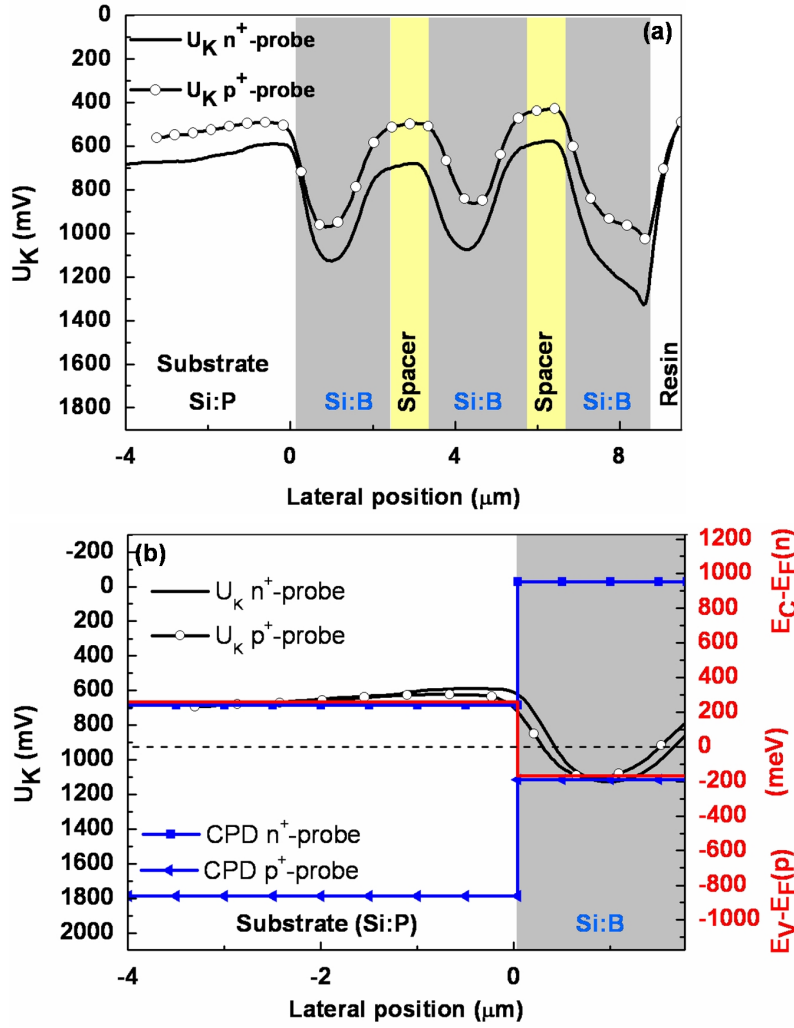 0
200
400
600
800
1000
1200
1400
1600
1800
U_K (mV)
(a)
U_K n⁺-probe
U_K p⁺-probe
Substrate
Si:P
Si:B
Spacer
Si:B
Spacer
Si:B
Resin
-4
0
4
8
Lateral position (μm)
(b)
-200
0
200
400
600
800
1000
1200
1400
1600
1800
2000
U_K (mV)
U_K n⁺-probe
U_K p⁺-probe
CPD n⁺-probe
CPD p⁺-probe
Substrate (Si:P)
Si:B
1200
1000
800
600
400
200
0
-200
-400
-600
-800
-1000
E_V-E_F(p) (meV) E_C-E_F(n)
-4
-2
0
Lateral position (μm)